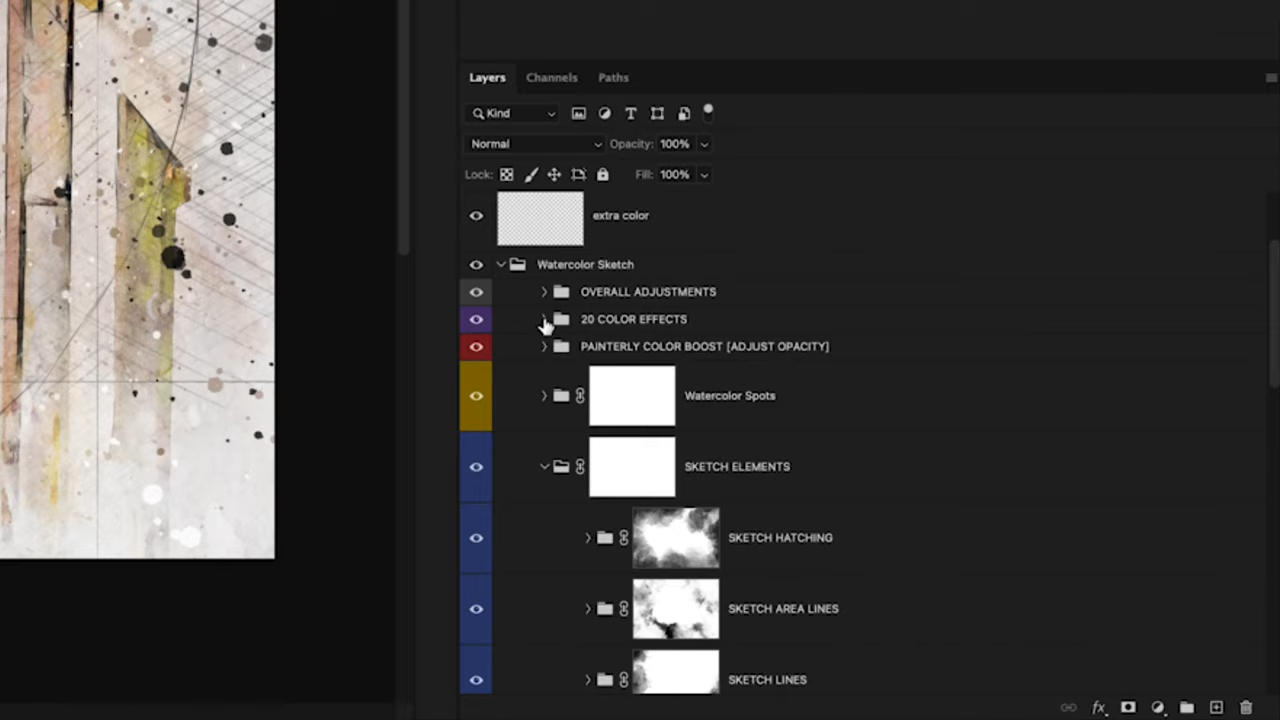 Layers Channels Paths
Kind
Normal Opacity: 100%
Lock: Fill: 100%
extra color
Watercolor Sketch
OVERALL ADJUSTMENTS
20 COLOR EFFECTS
PAINTERLY COLOR BOOST [ADJUST OPACITY]
Watercolor Spots
SKETCH ELEMENTS
SKETCH HATCHING
SKETCH AREA LINES
SKETCH LINES
fx